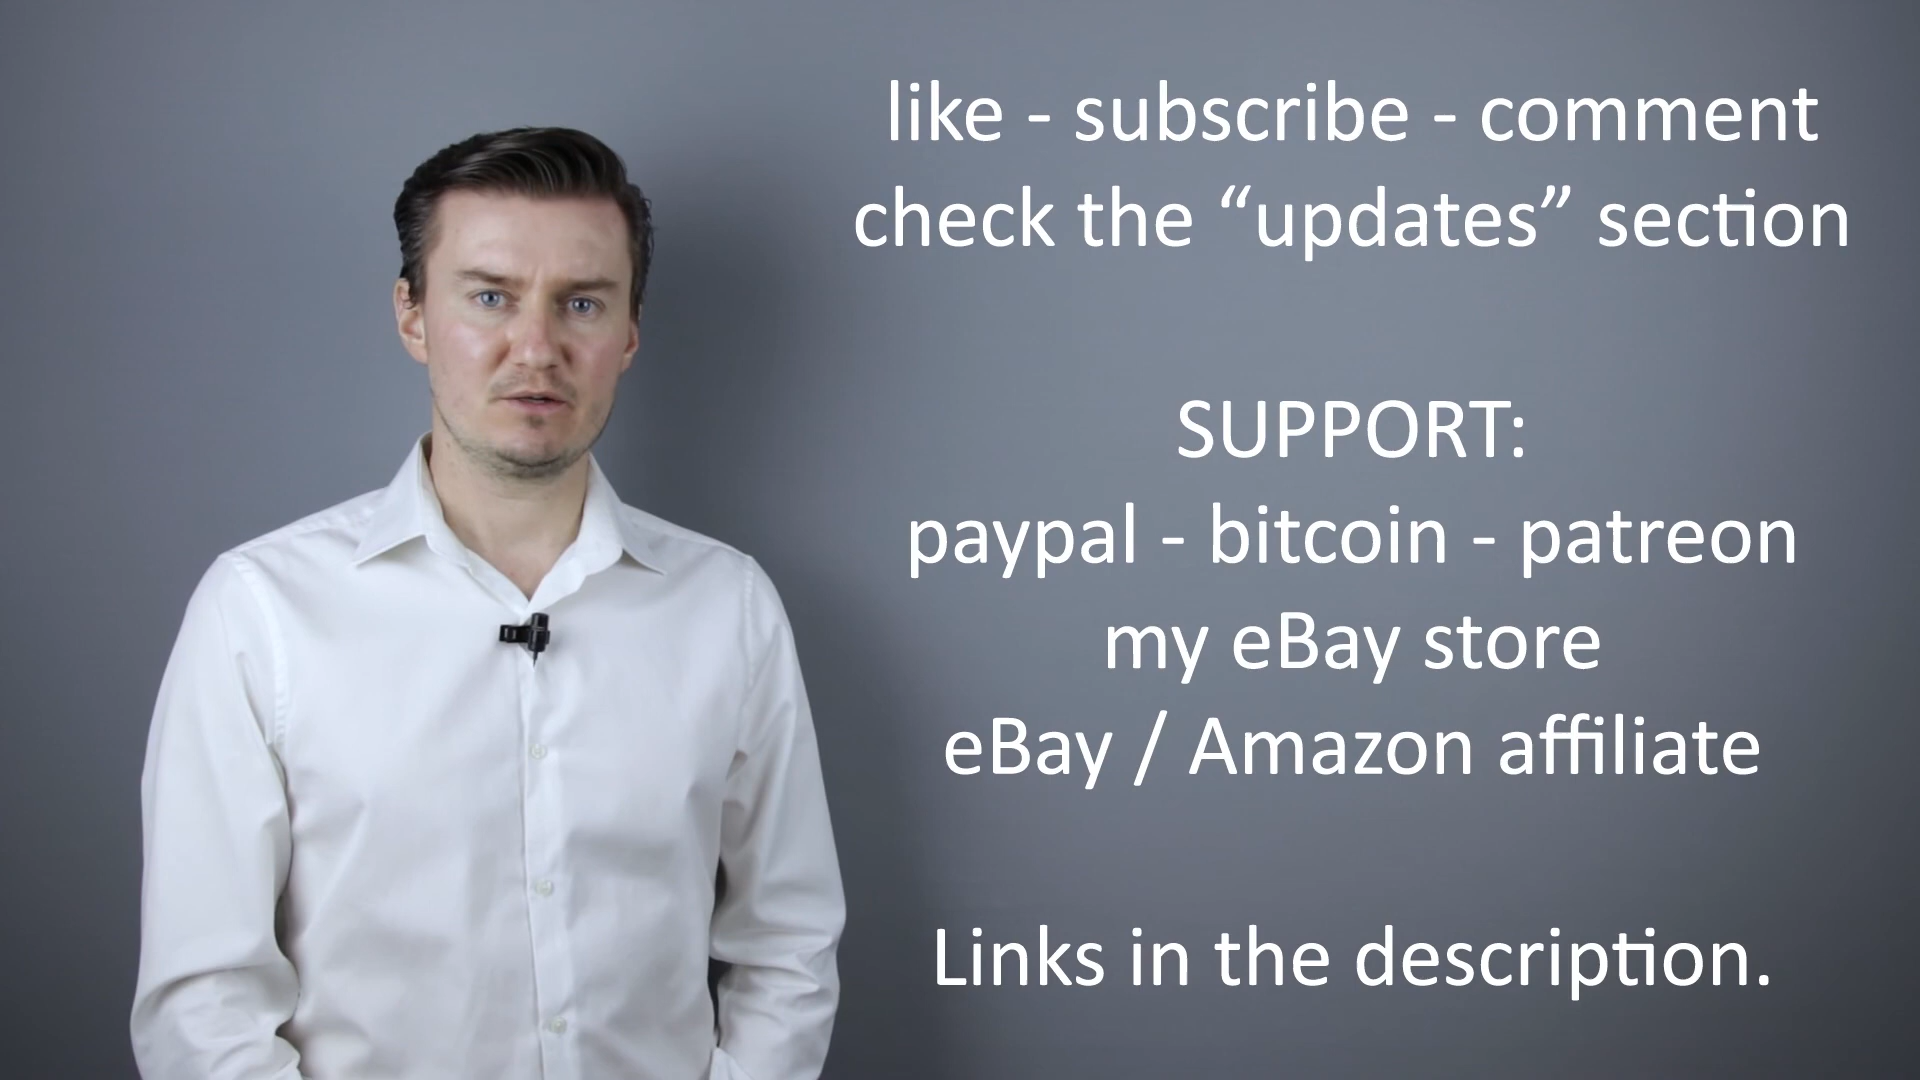 like - subscribe - comment
check the “updates” section
SUPPORT:
paypal - bitcoin - patreon
my eBay store
eBay / Amazon affiliate
Links in the description.